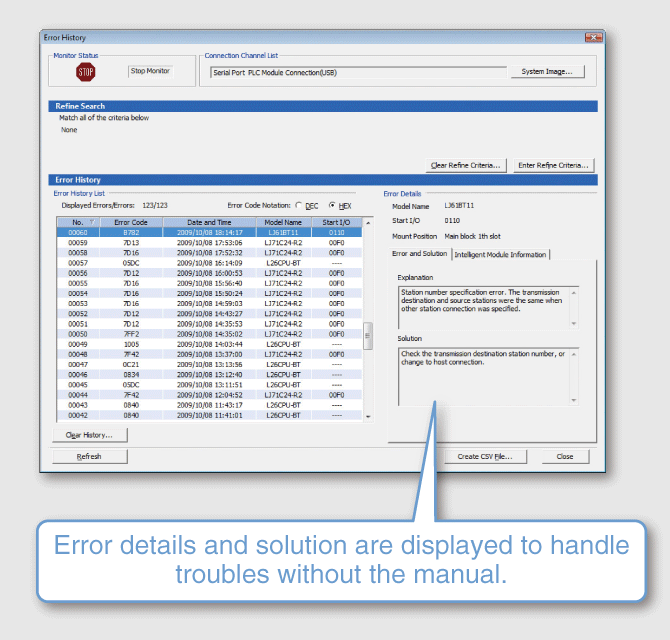 Error History
Monitor Status
STOP
Stop Monitor
Connection Channel List
Serial Port PLC Module Connection(USB)
System Image...
Refine Search
Match all of the criteria below
None
Clear Refine Criteria...
Enter Refine Criteria...
Error History
Error History List
Displayed Errors/Errors: 123/123
Error Code Notation: DEC HEX
No. Error Code Date and Time Model Name Start I/O
00060 B782 2009/10/08 18:14:17 LJ61BT11 0110
00059 7D13 2009/10/08 17:53:06 LJ71C24-R2 00F0
00058 7D16 2009/10/08 17:52:32 LJ71C24-R2 00F0
00057 05DC 2009/10/08 16:14:09 L26CPU-BT ----
00056 7D12 2009/10/08 16:00:53 LJ71C24-R2 00F0
00055 7D16 2009/10/08 15:56:40 LJ71C24-R2 00F0
00054 7D16 2009/10/08 15:50:24 LJ71C24-R2 00F0
00053 7D16 2009/10/08 14:59:03 LJ71C24-R2 00F0
00052 7D12 2009/10/08 14:43:27 LJ71C24-R2 00F0
00051 7D12 2009/10/08 14:35:53 LJ71C24-R2 00F0
00050 7FF2 2009/10/08 14:35:02 LJ71C24-R2 00F0
00049 1005 2009/10/08 14:03:44 L26CPU-BT ----
00048 7F42 2009/10/08 13:37:00 LJ71C24-R2 00F0
00047 0C21 2009/10/08 13:13:56 L26CPU-BT ----
00046 0834 2009/10/08 13:12:40 L26CPU-BT ----
00045 05DC 2009/10/08 13:11:51 L26CPU-BT ----
00044 7F42 2009/10/08 12:04:52 LJ71C24-R2 00F0
00043 0840 2009/10/08 11:43:17 L26CPU-BT ----
00042 0840 2009/10/08 11:41:01 L26CPU-BT ----
Clear History...
Error Details
Model Name LJ61BT11
Start I/O 0110
Mount Position Main block 1th slot
Error and Solution
Intelligent Module Information
Explanation
Station number specification error. The transmission
destination and source stations were the same when
other station connection was specified.
Solution
Check the transmission destination station number, or
change to host connection.
Refresh
Create CSV File...
Close
Error details and solution are displayed to handle
troubles without the manual.